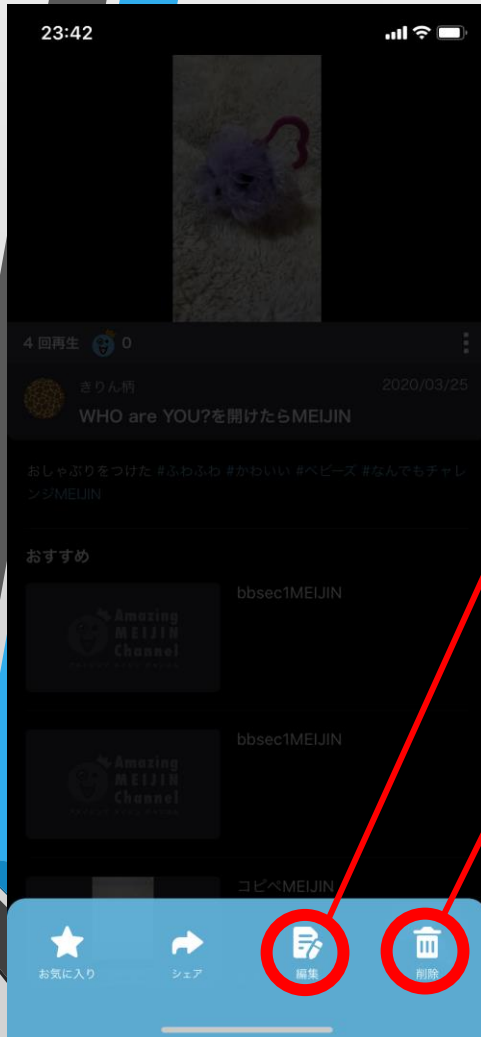 23:42
4 回再生 0
きりん柄 2020/03/25
WHO are YOU?を開けたらMEIJIN
おしゃぶりをつけた #ふわふわ #かわいい #ベビーズ #なんでもチャレ
ンジMEIJIN
おすすめ
bbsec1MEIJIN
Amazing
MEIJIN
Channel
bbsec1MEIJIN
Amazing
MEIJIN
Channel
コピペMEIJIN
お気に入り シェア 編集 削除